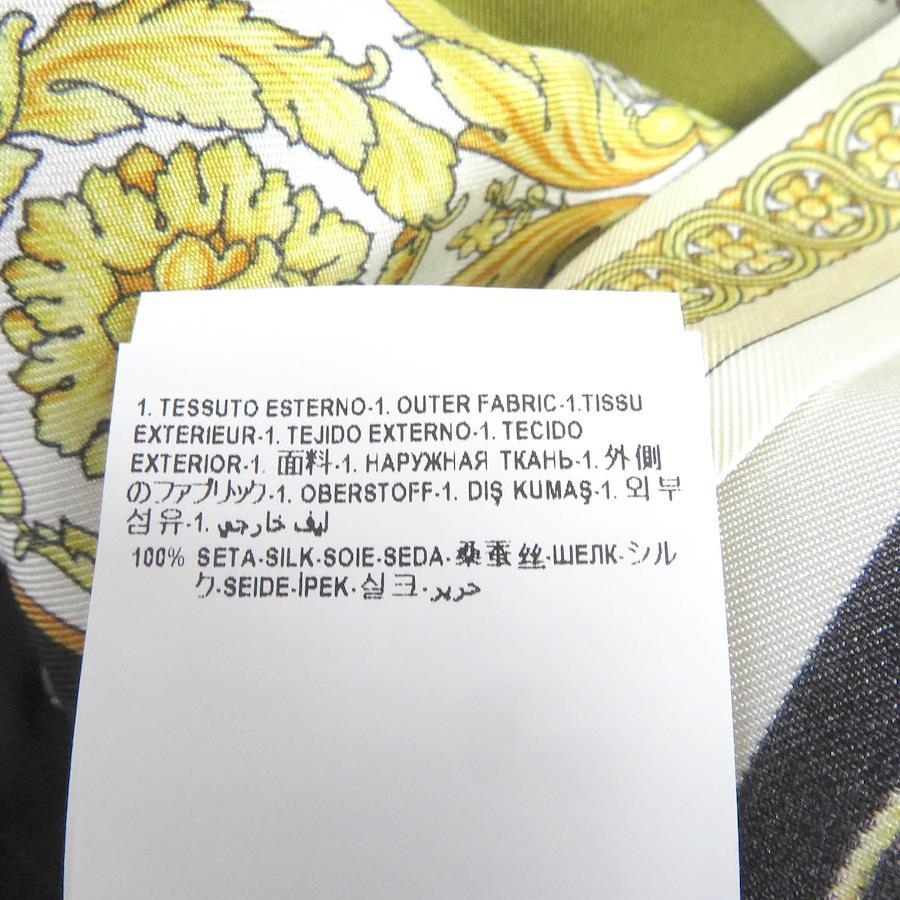 1. TESSUTO ESTERNO-1. OUTER FABRIC-1.TISSU
EXTERIEUR-1. TEJIDO EXTERNO-1. TECIDO
EXTERIOR-1. 面料-1. НАРУЖНАЯ ТКАНЬ-1. 外側
のファブリック-1. OBERSTOFF-1. DIŞ KUMAŞ-1. 외부
섬유-1. ليف خارجي
100% SETA-SILK-SOIE-SEDA-桑蚕丝-ШЕЛК-シル
ク-SEIDE-İPEK-실크-حرير